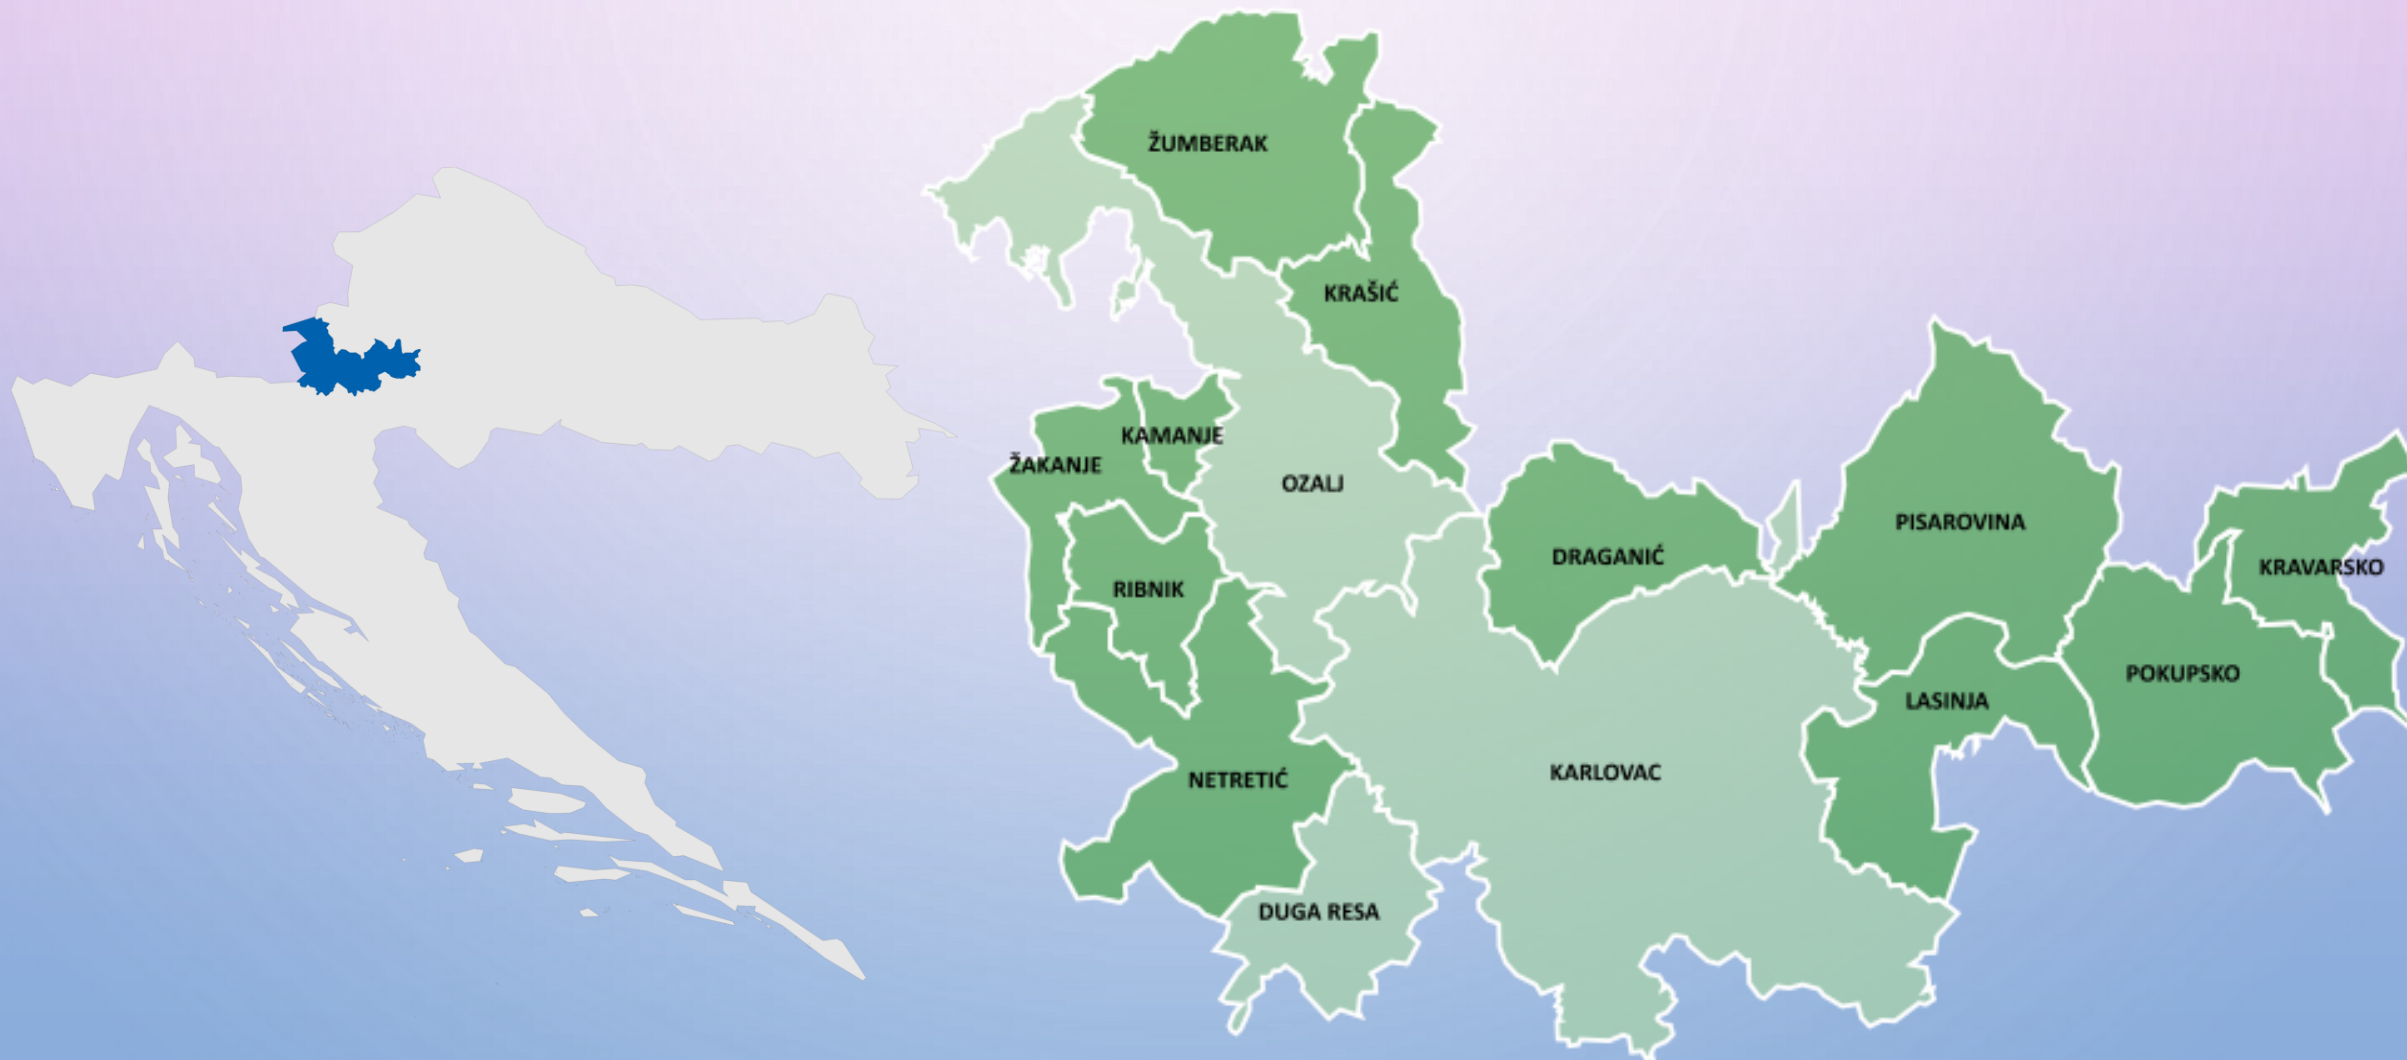 ŽUMBERAK
KRAŠIĆ
KAMANJE
ŽAKANJE
OZALJ
RIBNIK
DRAGANIĆ
PISAROVINA
KRAVARSKO
POKUPSKO
LASINJA
NETRETIĆ
KARLOVAC
DUGA RESA